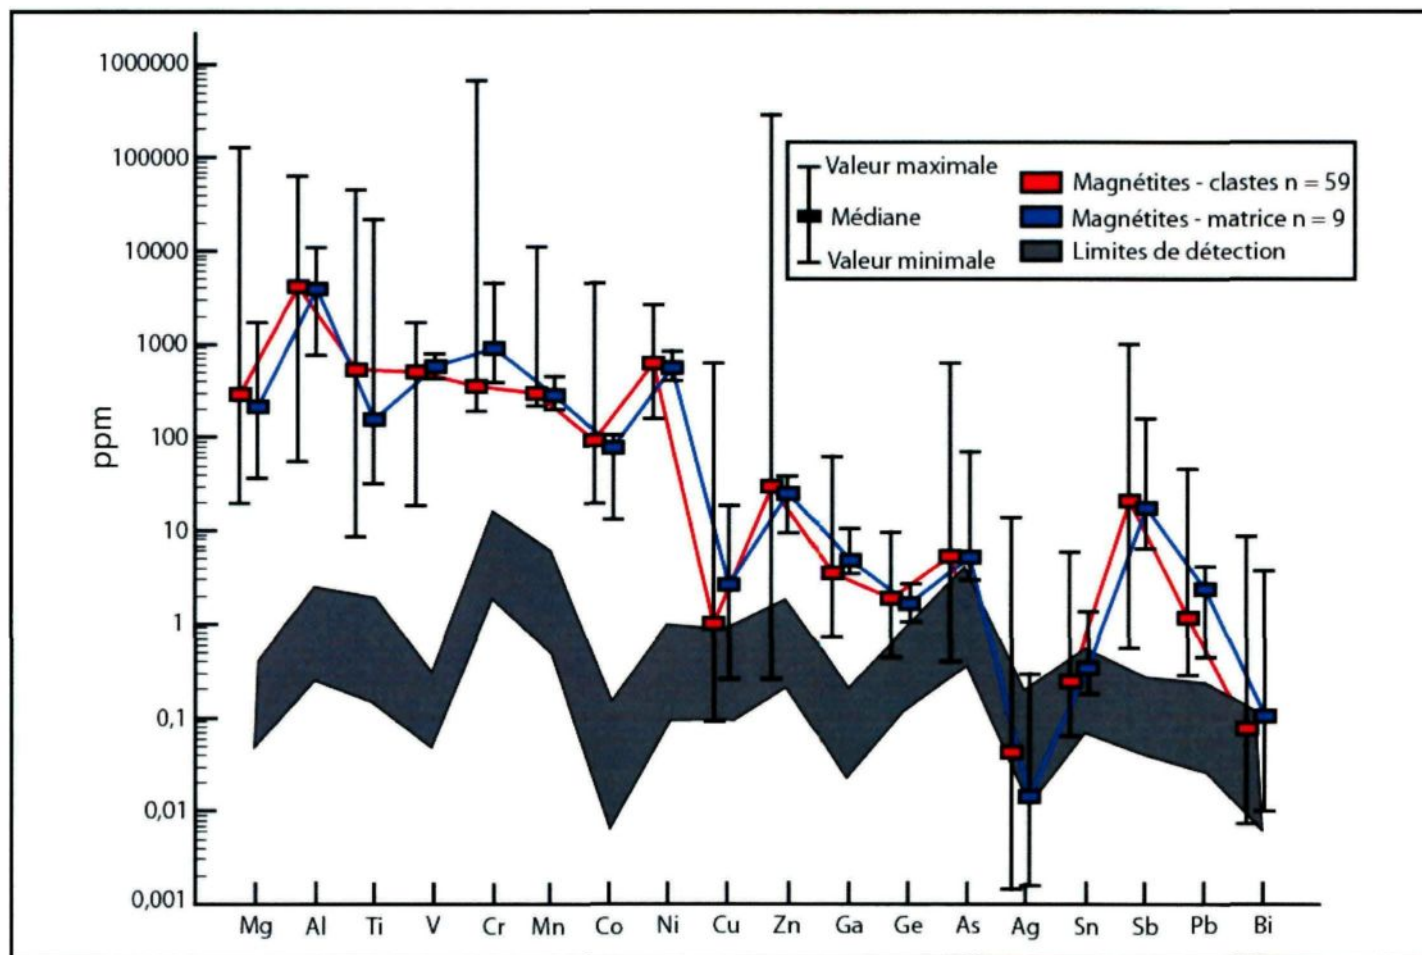 1000000
100000
10000
1000
100
10
1
0,1
0,01
0,001
ppm
Valeur maximale
Médiane
Valeur minimale
Magnétites - clastes n = 59
Magnétites - matrice n = 9
Limites de détection
Mg Al Ti V Cr Mn Co Ni Cu Zn Ga Ge As Ag Sn Sb Pb Bi